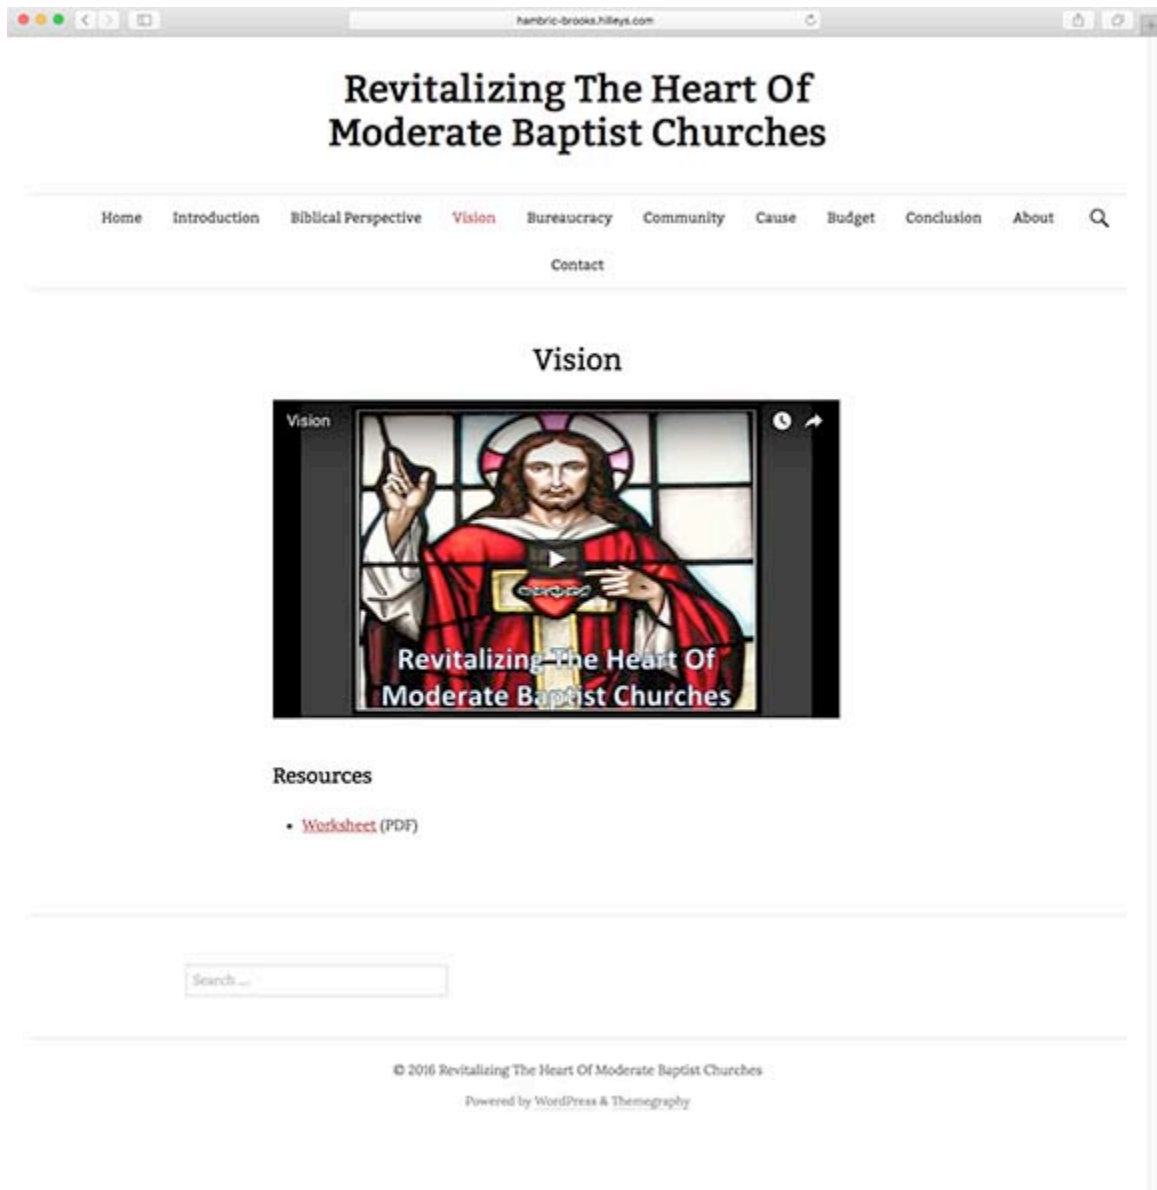 hambric-brooks.hilleys.com
Revitalizing The Heart Of
Moderate Baptist Churches
Home Introduction Biblical Perspective Vision Bureaucracy Community Cause Budget Conclusion About
Contact
Vision
Vision
Revitalizing The Heart Of
Moderate Baptist Churches
Resources
• Worksheet (PDF)
Search ...
© 2016 Revitalizing The Heart Of Moderate Baptist Churches
Powered by WordPress & Themegraphy